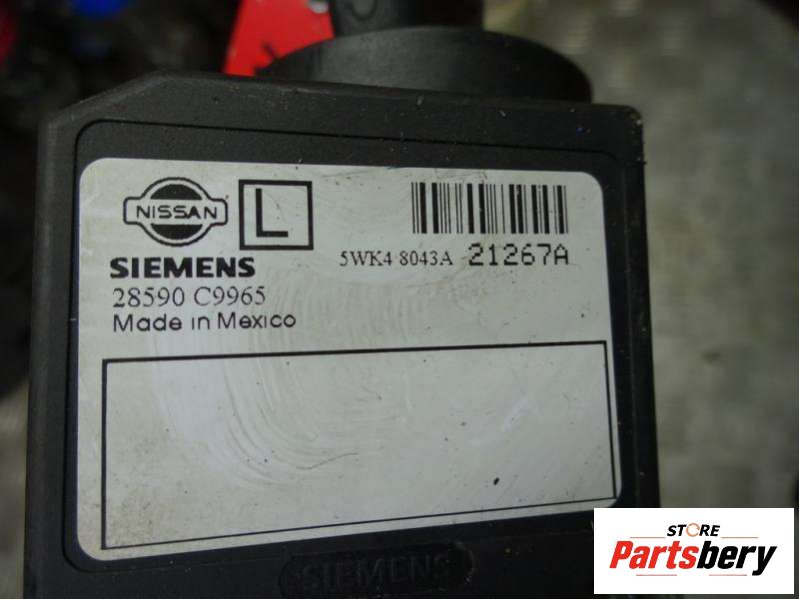 NISSAN
L
SIEMENS
5WK4 8043A 21267A
28590 C9965
Made in Mexico
SIEMENS
STORE
Partsbery